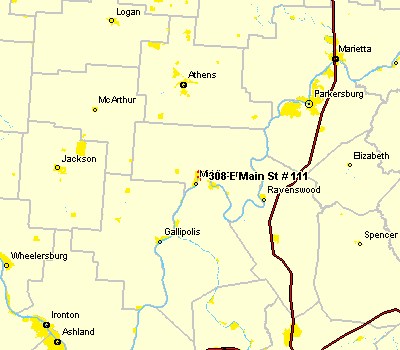 Logan
Marietta
Athens
Parkersburg
McArthur
Elizabeth
Jackson
308 E Main St # 111
Ravenswood
Gallipolis
Spencer
Wheelersburg
Ironton
Ashland